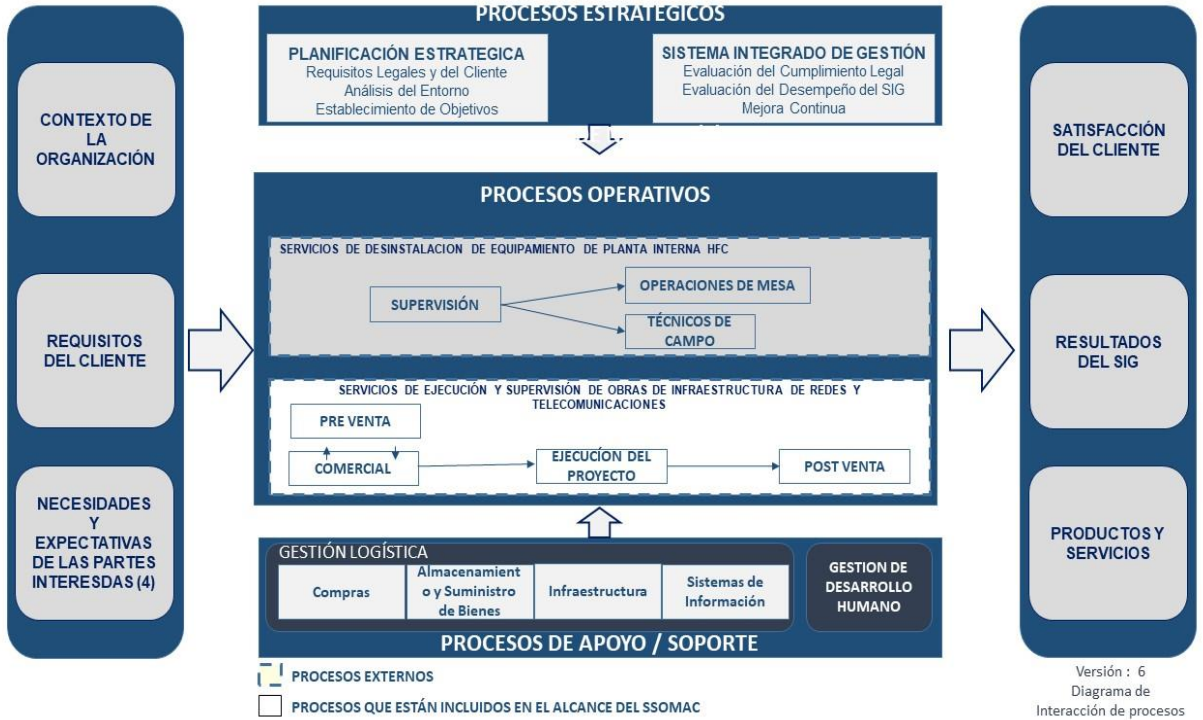 CONTEXTO DE
LA
ORGANIZACIÓN
REQUISITOS
DEL CLIENTE
NECESIDADES
Y
EXPECTATIVAS
DE LAS PARTES
INTERESDAS (4)
PROCESOS ESTRATEGICOS
PLANIFICACIÓN ESTRATEGICA
Requisitos Legales y del Cliente
Análisis del Entorno
Establecimiento de Objetivos
SISTEMA INTEGRADO DE GESTIÓN
Evaluación del Cumplimiento Legal
Evaluación del Desempeño del SIG
Mejora Continua
PROCESOS OPERATIVOS
SERVICIOS DE DESINSTALACION DE EQUIPAMIENTO DE PLANTA INTERNA HFC
SUPERVISIÓN
OPERACIONES DE MESA
TÉCNICOS DE
CAMPO
SERVICIOS DE EJECUCIÓN Y SUPERVISIÓN DE OBRAS DE INFRAESTRUCTURA DE REDES Y
TELECOMUNICACIONES
PRE VENTA
COMERCIAL
EJECUCÍON DEL
PROYECTO
POST VENTA
GESTIÓN LOGÍSTICA
Compras
Almacenamient
o y Suministro
de Bienes
Infraestructura
Sistemas de
Información
GESTION DE
DESARROLLO
HUMANO
PROCESOS DE APOYO / SOPORTE
PROCESOS EXTERNOS
PROCESOS QUE ESTÁN INCLUIDOS EN EL ALCANCE DEL SSOMAC
SATISFACCIÓN
DEL CLIENTE
RESULTADOS
DEL SIG
PRODUCTOS Y
SERVICIOS
Versión : 6
Diagrama de
Interacción de procesos